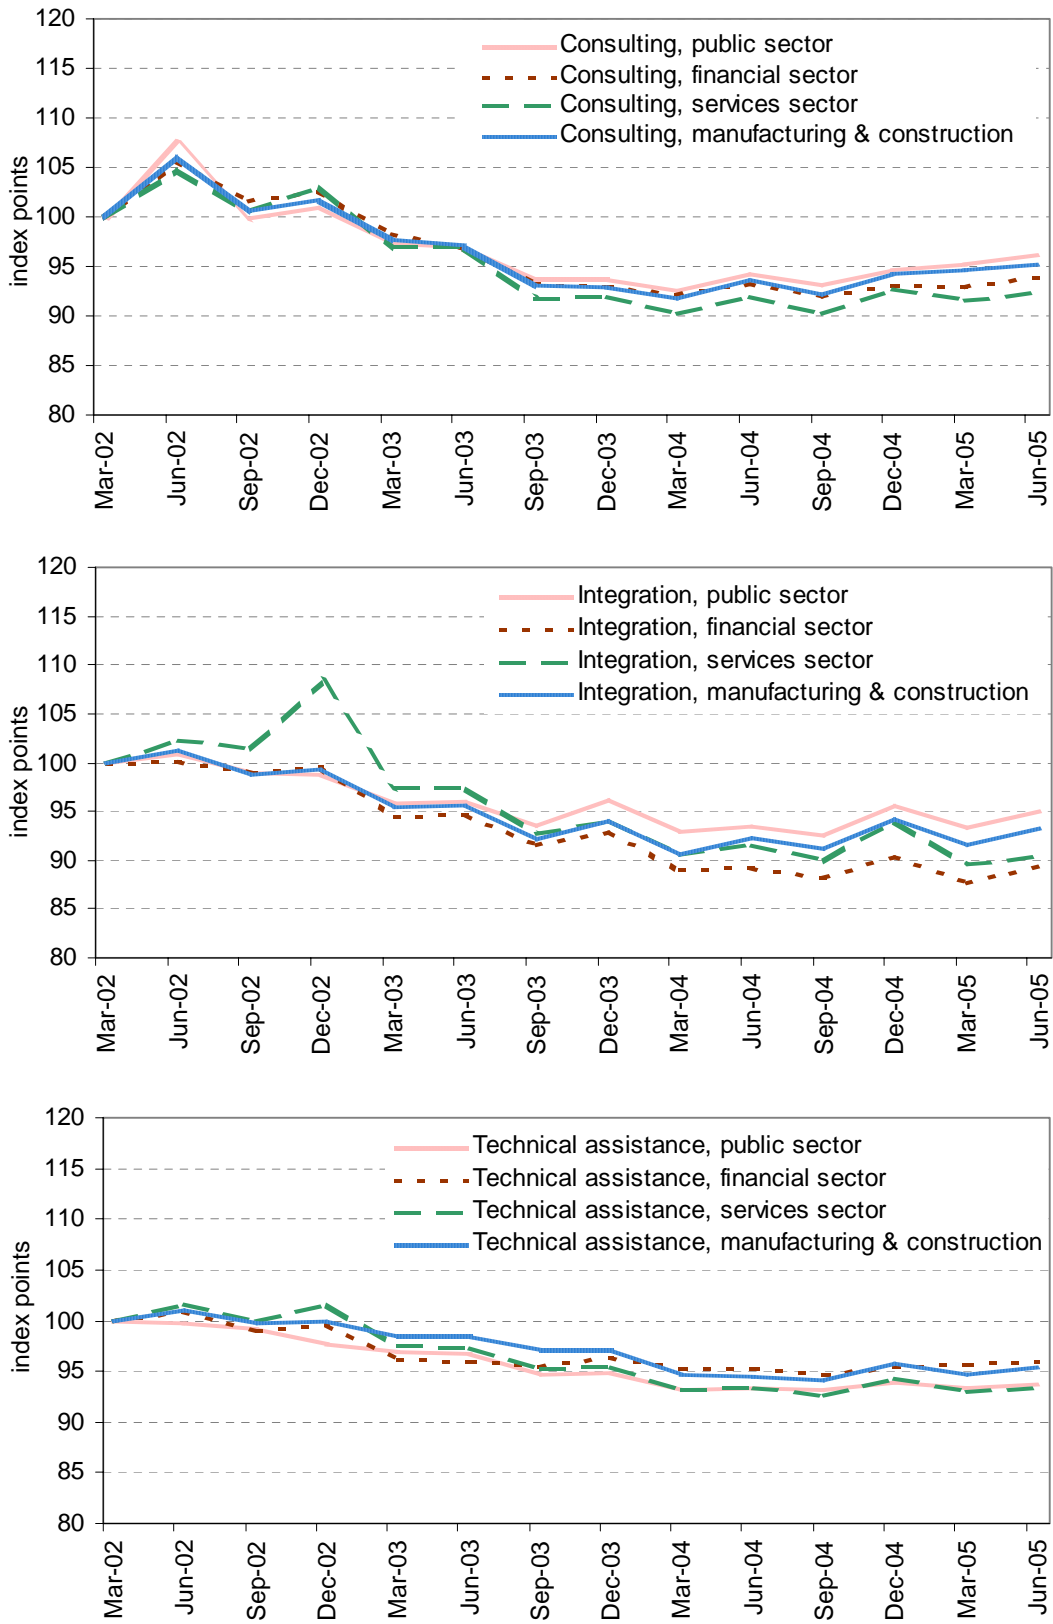 120
115
110
105
100
95
90
85
80
index points
Consulting, public sector
Consulting, financial sector
Consulting, services sector
Consulting, manufacturing & construction
Mar-02
Jun-02
Sep-02
Dec-02
Mar-03
Jun-03
Sep-03
Dec-03
Mar-04
Jun-04
Sep-04
Dec-04
Mar-05
Jun-05
120
115
110
105
100
95
90
85
80
index points
Integration, public sector
Integration, financial sector
Integration, services sector
Integration, manufacturing & construction
Mar-02
Jun-02
Sep-02
Dec-02
Mar-03
Jun-03
Sep-03
Dec-03
Mar-04
Jun-04
Sep-04
Dec-04
Mar-05
Jun-05
120
115
110
105
100
95
90
85
80
index points
Technical assistance, public sector
Technical assistance, financial sector
Technical assistance, services sector
Technical assistance, manufacturing & construction
Mar-02
Jun-02
Sep-02
Dec-02
Mar-03
Jun-03
Sep-03
Dec-03
Mar-04
Jun-04
Sep-04
Dec-04
Mar-05
Jun-05